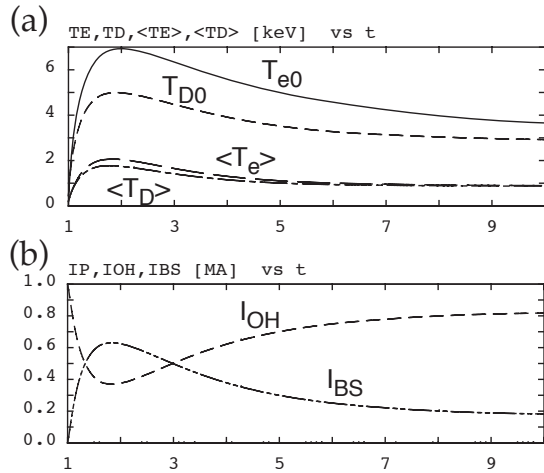 (a)
TE,TD,<TE>,<TD> [keV] vs t
6
4
2
0
T_e0
T_D0
<T_e>
<T_D>
1 3 5 7 9
(b)
IP,IOH,IBS [MA] vs t
1.0
0.8
0.6
0.4
0.2
0.0
I_OH
I_BS
1 3 5 7 9